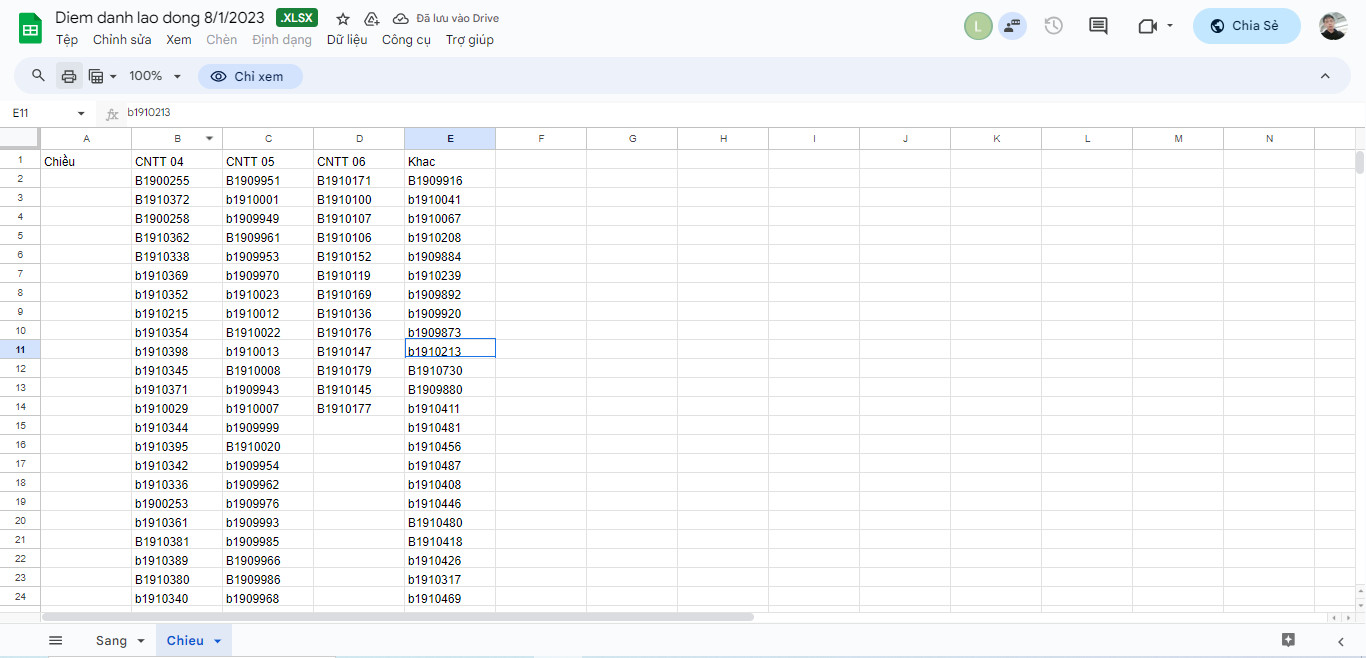 Diem danh lao dong 8/1/2023 .XLSX Đã lưu vào Drive
Tệp Chỉnh sửa Xem Chèn Định dạng Dữ liệu Công cụ Trợ giúp
L Chia Sẻ
100% Chỉ xem
E11 fx b1910213
A B C D E F G H I J K L M N
1 Chiều CNTT 04 CNTT 05 CNTT 06 Khac
2 B1900255 B1909951 B1910171 B1909916
3 B1910372 b1910001 B1910100 b1910041
4 B1900258 b1909949 B1910107 b1910067
5 B1910362 B1909961 B1910106 b1910208
6 B1910338 b1909953 B1910152 b1909884
7 b1910369 b1909970 B1910119 b1910239
8 b1910352 b1910023 B1910169 b1909892
9 b1910215 b1910012 B1910136 b1909920
10 b1910354 B1910022 B1910176 b1909873
11 b1910398 b1910013 B1910147 b1910213
12 b1910345 B1910008 B1910179 B1910730
13 b1910371 b1909943 B1910145 B1909880
14 b1910029 b1910007 B1910177 b1910411
15 b1910344 b1909999 b1910481
16 b1910395 B1910020 b1910456
17 b1910342 b1909954 b1910487
18 b1910336 b1909962 b1910408
19 b1900253 b1909976 b1910446
20 b1910361 b1909993 B1910480
21 B1910381 b1909985 B1910418
22 b1910389 B1909966 b1910426
23 B1910380 B1909986 b1910317
24 b1910340 b1909968 b1910469
Sang Chieu